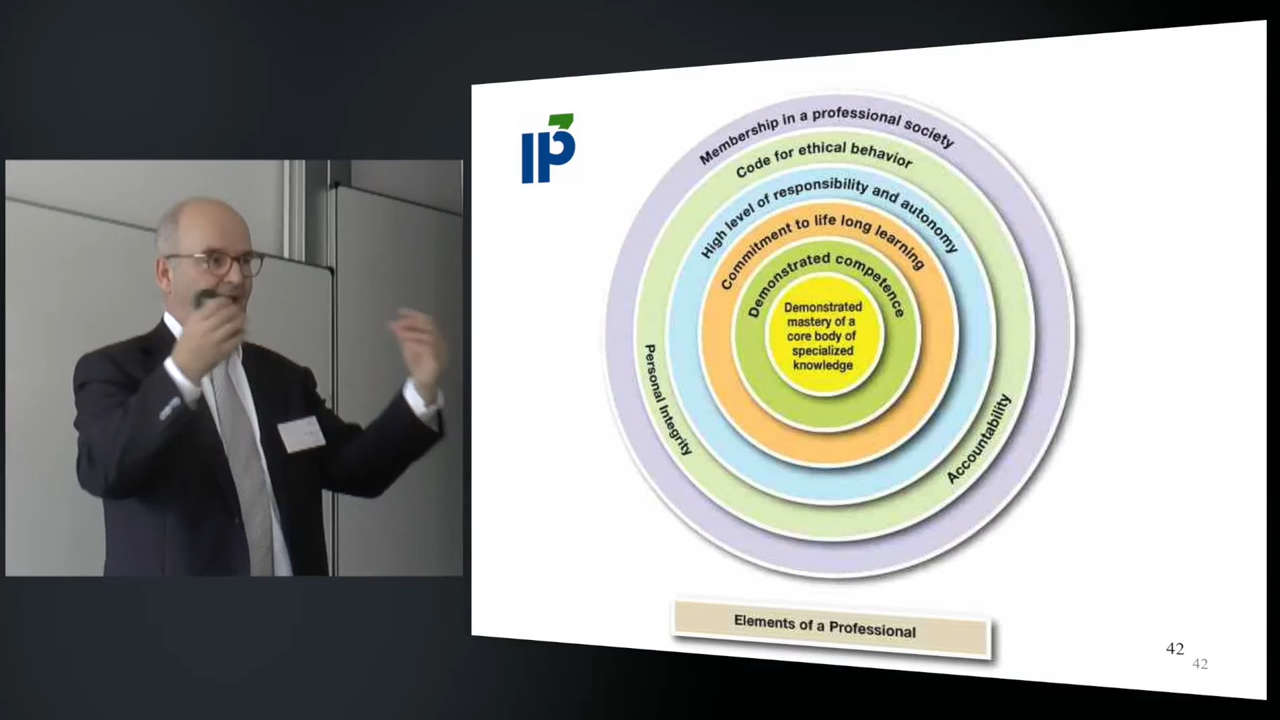 IP3
Membership in a professional society
Code for ethical behavior
High level of responsibility and autonomy
Commitment to life long learning
Demonstrated competence
Demonstrated
mastery of a
core body of
specialized
knowledge
Personal Integrity
Accountability
Elements of a Professional
42
42